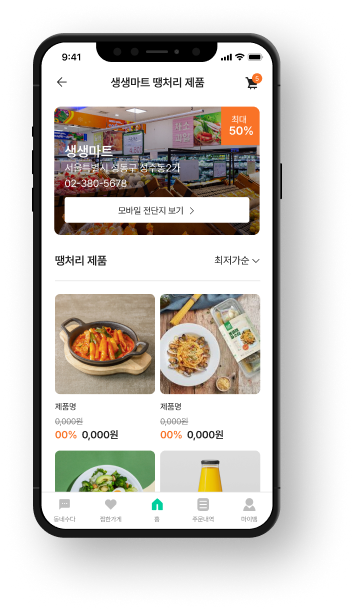 9:41
생생마트 땡처리 제품
5
최대
50%
생생마트
서울특별시 성동구 성수동2가
02-380-5678
모바일 전단지 보기
땡처리 제품
최저가순
제품명
0,000원
00% 0,000원
제품명
0,000원
00% 0,000원
동네수다
찜한가게
홈
주문내역
마이띵